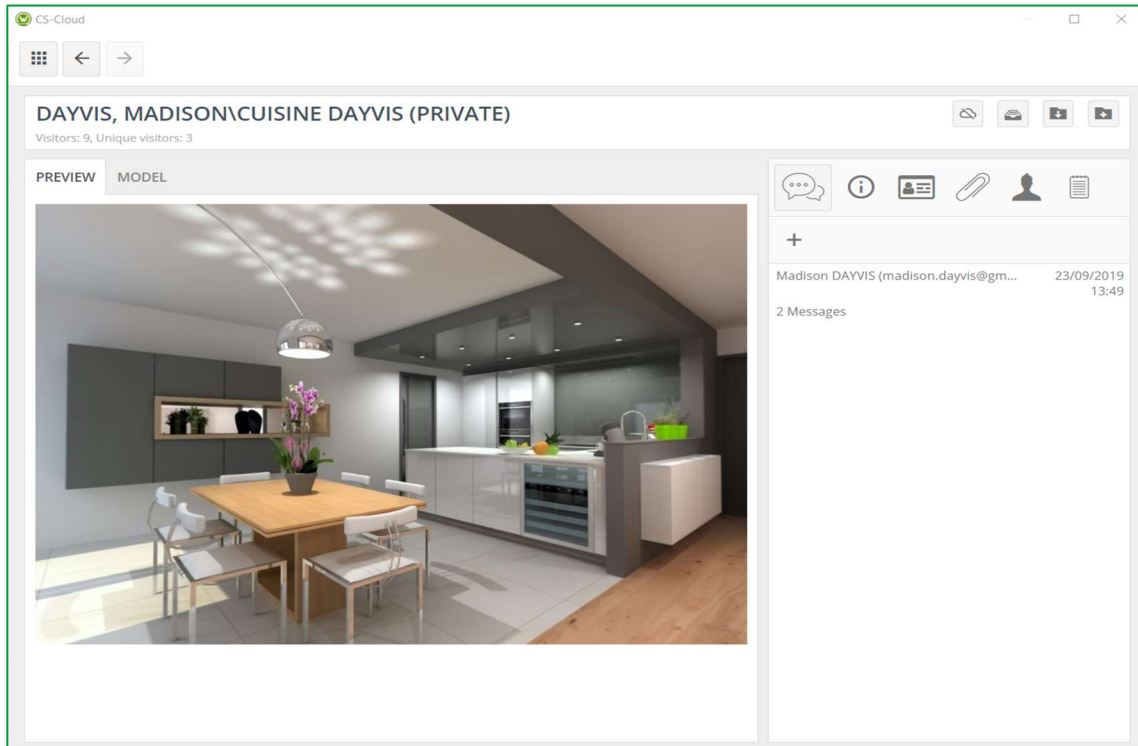 CS-Cloud
DAYVIS, MADISON\CUISINE DAYVIS (PRIVATE)
Visitors: 9, Unique visitors: 3
PREVIEW MODEL
Madison DAYVIS (madison.dayvis@gm... 23/09/2019
13:49
2 Messages